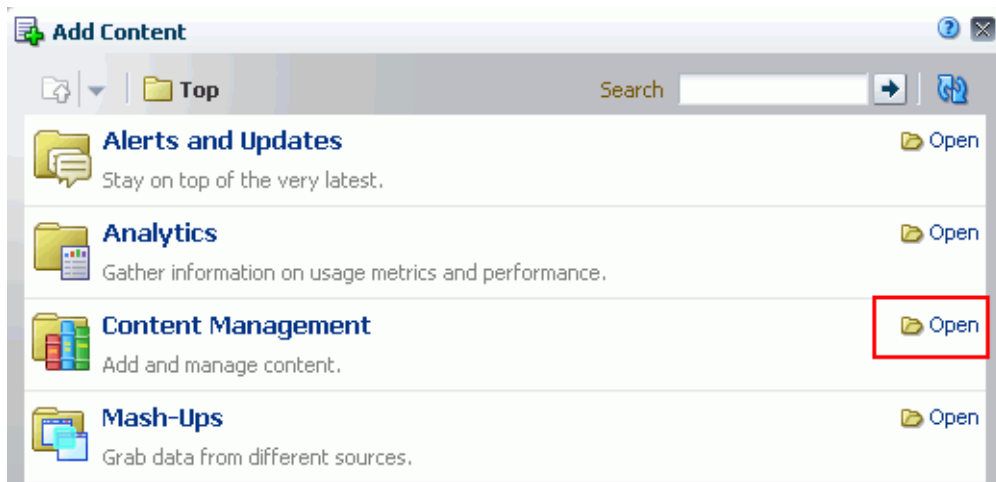 Add Content
Top Search
Alerts and Updates Open
Stay on top of the very latest.
Analytics Open
Gather information on usage metrics and performance.
Content Management Open
Add and manage content.
Mash-Ups Open
Grab data from different sources.